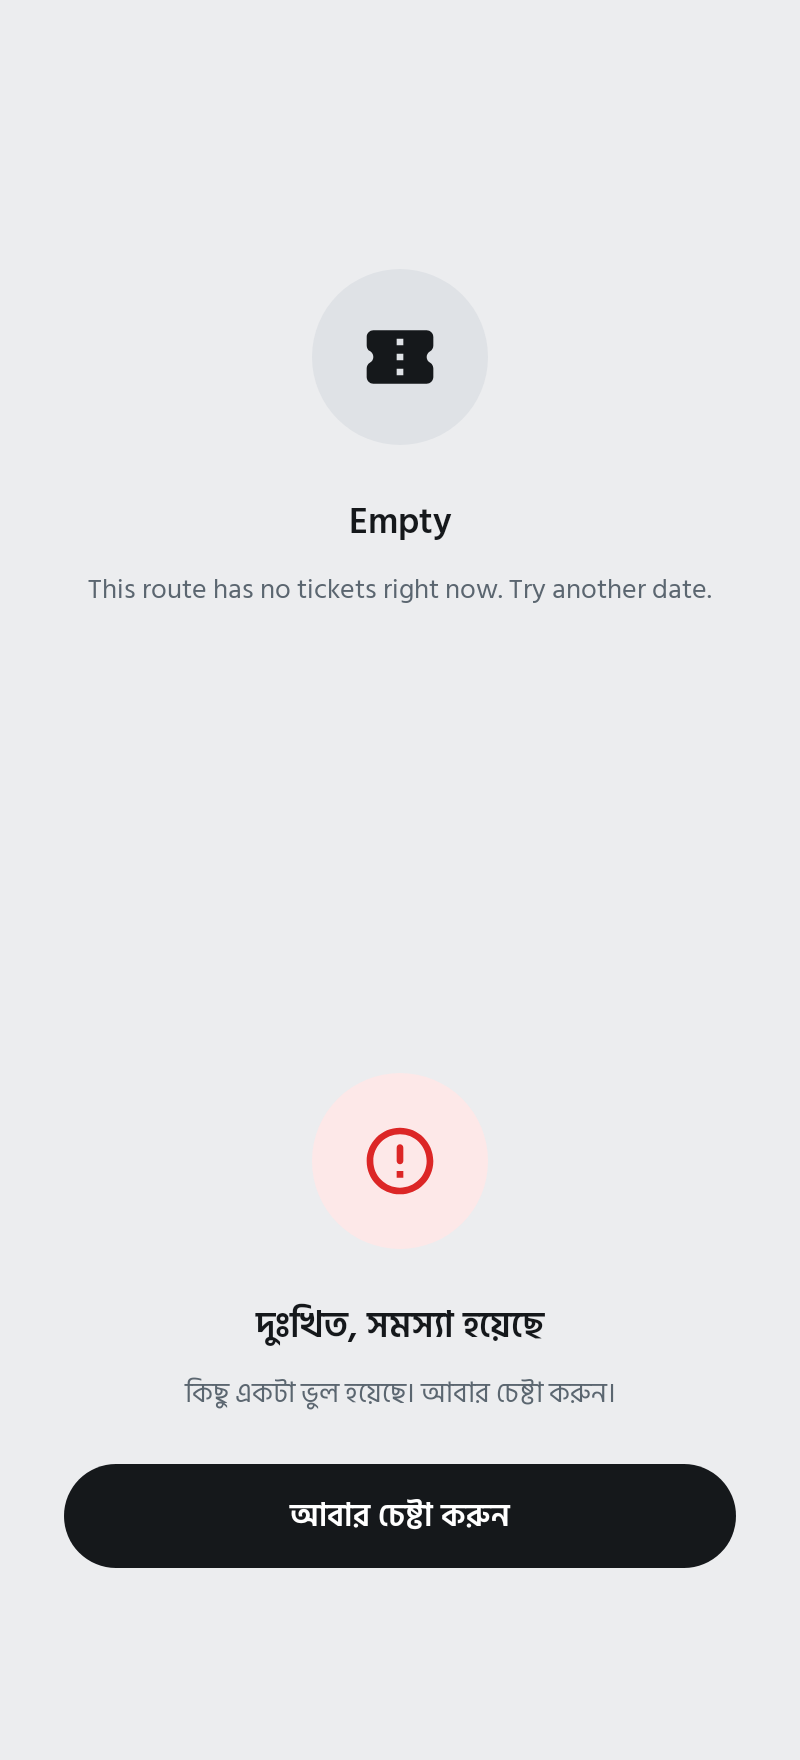 Empty
This route has no tickets right now. Try another date.
দুঃখিত, সমস্যা হয়েছে
কিছু একটা ভুল হয়েছে। আবার চেষ্টা করুন।
আবার চেষ্টা করুন